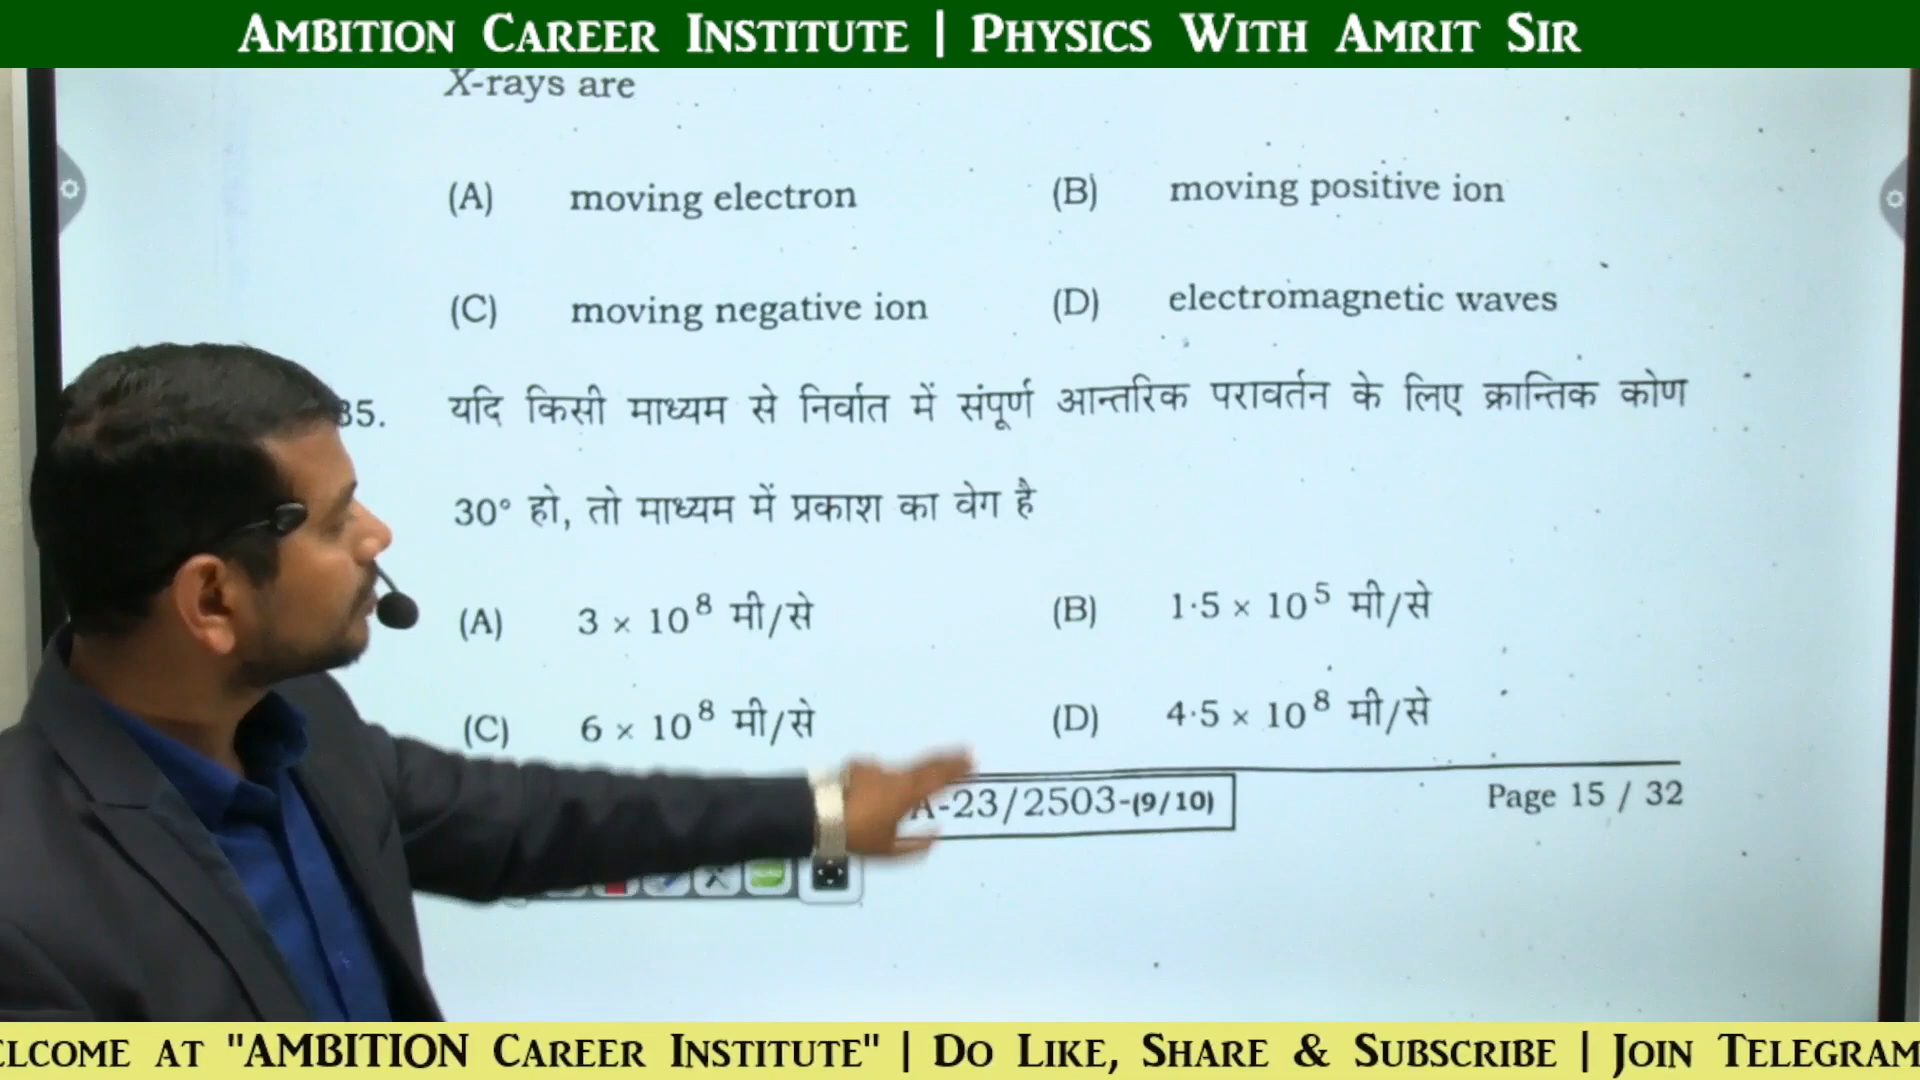 AMBITION CAREER INSTITUTE | PHYSICS WITH AMRIT SIR
X-rays are
(A) moving electron (B) moving positive ion
(C) moving negative ion (D) electromagnetic waves
35. यदि किसी माध्यम से निर्वात में संपूर्ण आन्तरिक परावर्तन के लिए क्रान्तिक कोण
30° हो, तो माध्यम में प्रकाश का वेग है
(A) 3 × 10⁸ मी/से (B) 1·5 × 10⁵ मी/से
(C) 6 × 10⁸ मी/से (D) 4·5 × 10⁸ मी/से
A-23/2503-(9/10) Page 15 / 32
AT "AMBITION CAREER INSTITUTE" | DO LIKE, SHARE & SUBSCRIBE | JOIN TELEGRAM